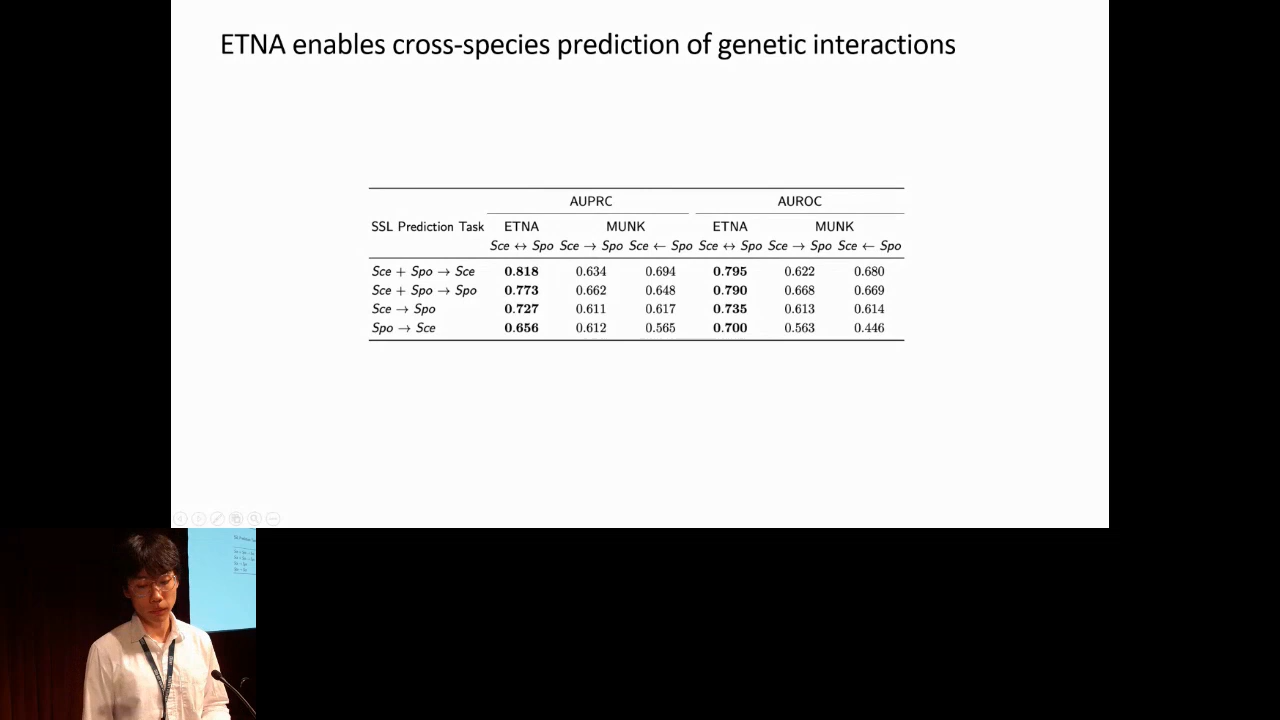 ETNA enables cross-species prediction of genetic interactions
AUPRC AUROC
SSL Prediction Task ETNA MUNK ETNA MUNK
Sce ↔ Spo Sce → Spo Sce ← Spo Sce ↔ Spo Sce → Spo Sce ← Spo
Sce + Spo → Sce 0.818 0.634 0.694 0.795 0.622 0.680
Sce + Spo → Spo 0.773 0.662 0.648 0.790 0.668 0.669
Sce → Spo 0.727 0.611 0.617 0.735 0.613 0.614
Spo → Sce 0.656 0.612 0.565 0.700 0.563 0.446